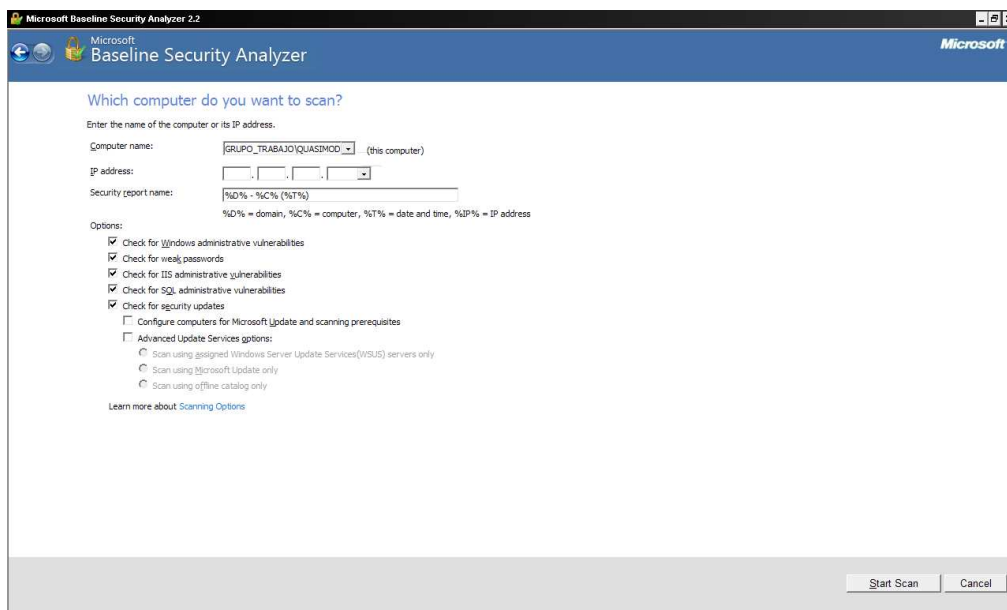 Microsoft Baseline Security Analyzer 2.2
Microsoft
Baseline Security Analyzer
Microsoft
Which computer do you want to scan?
Enter the name of the computer or its IP address.
Computer name: GRUPO_TRABAJO\QUASIMOD (this computer)
IP address: . . .
Security report name: %D% - %C% (%T%)
%D% = domain, %C% = computer, %T% = date and time, %IP% = IP address
Options:
Check for Windows administrative vulnerabilities
Check for weak passwords
Check for IIS administrative vulnerabilities
Check for SQL administrative vulnerabilities
Check for security updates
Configure computers for Microsoft Update and scanning prerequisites
Advanced Update Services options:
Scan using assigned Windows Server Update Services(WSUS) servers only
Scan using Microsoft Update only
Scan using offline catalog only
Learn more about Scanning Options
Start Scan Cancel